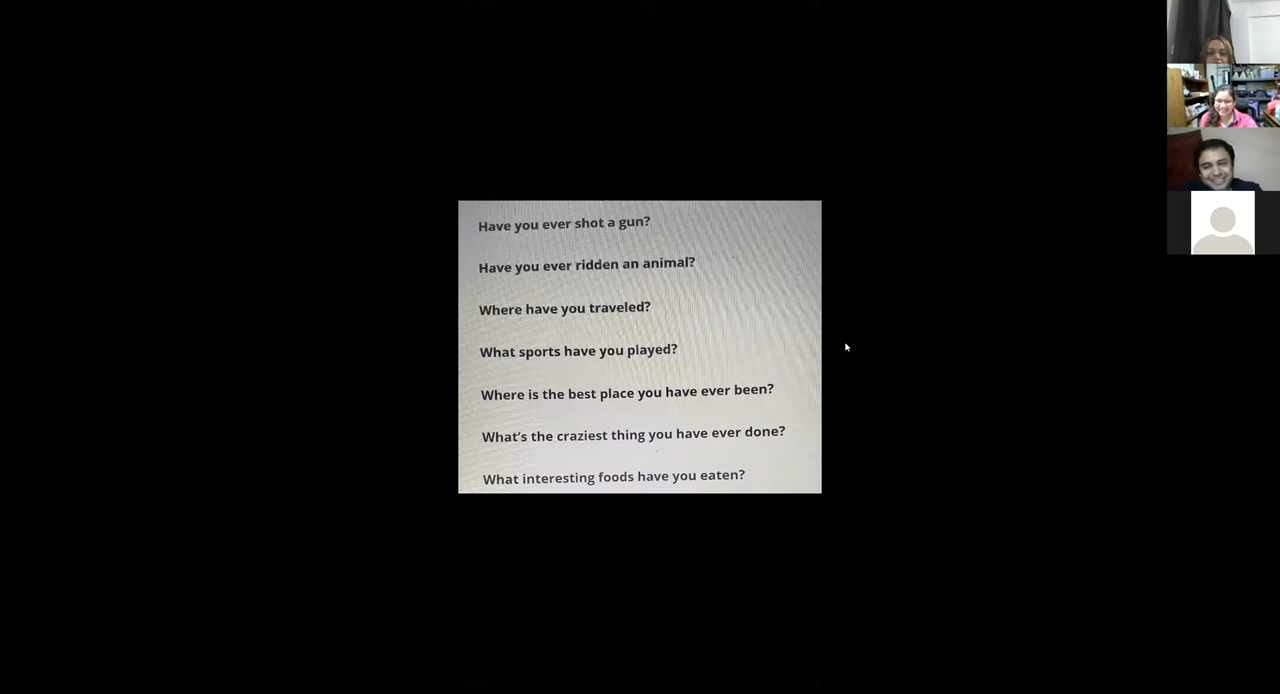 Have you ever shot a gun?
Have you ever ridden an animal?
Where have you traveled?
What sports have you played?
Where is the best place you have ever been?
What's the craziest thing you have ever done?
What interesting foods have you eaten?